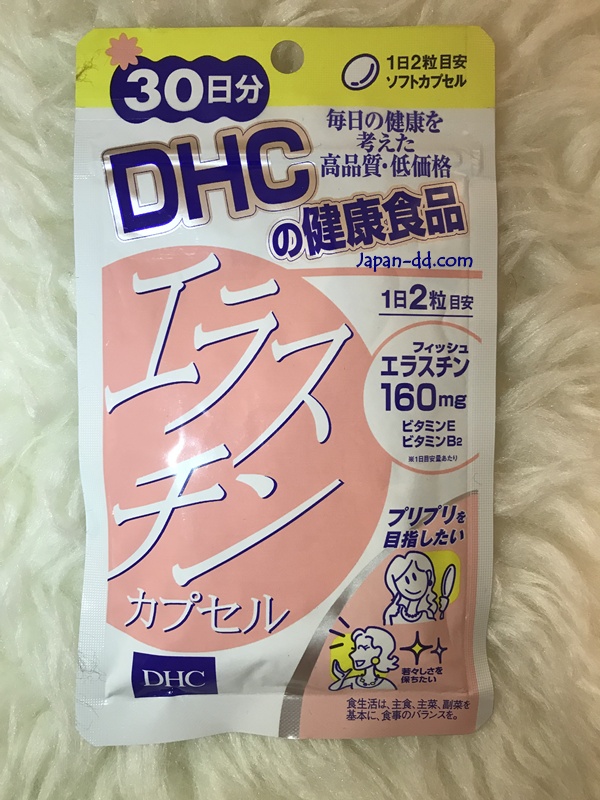 30日分
1日2粒目安
ソフトカプセル
毎日の健康を
考えた
高品質・低価格
DHC
の健康食品
Japan-dd.com
1日2粒目安
フィッシュ
エラスチン
160mg
ビタミンE
ビタミンB2
※1日目安量あたり
エラス
チン
カプセル
プリプリを
目指したい
若々しさを
保ちたい
DHC
食生活は、主食、主菜、副菜を
基本に、食事のバランスを。